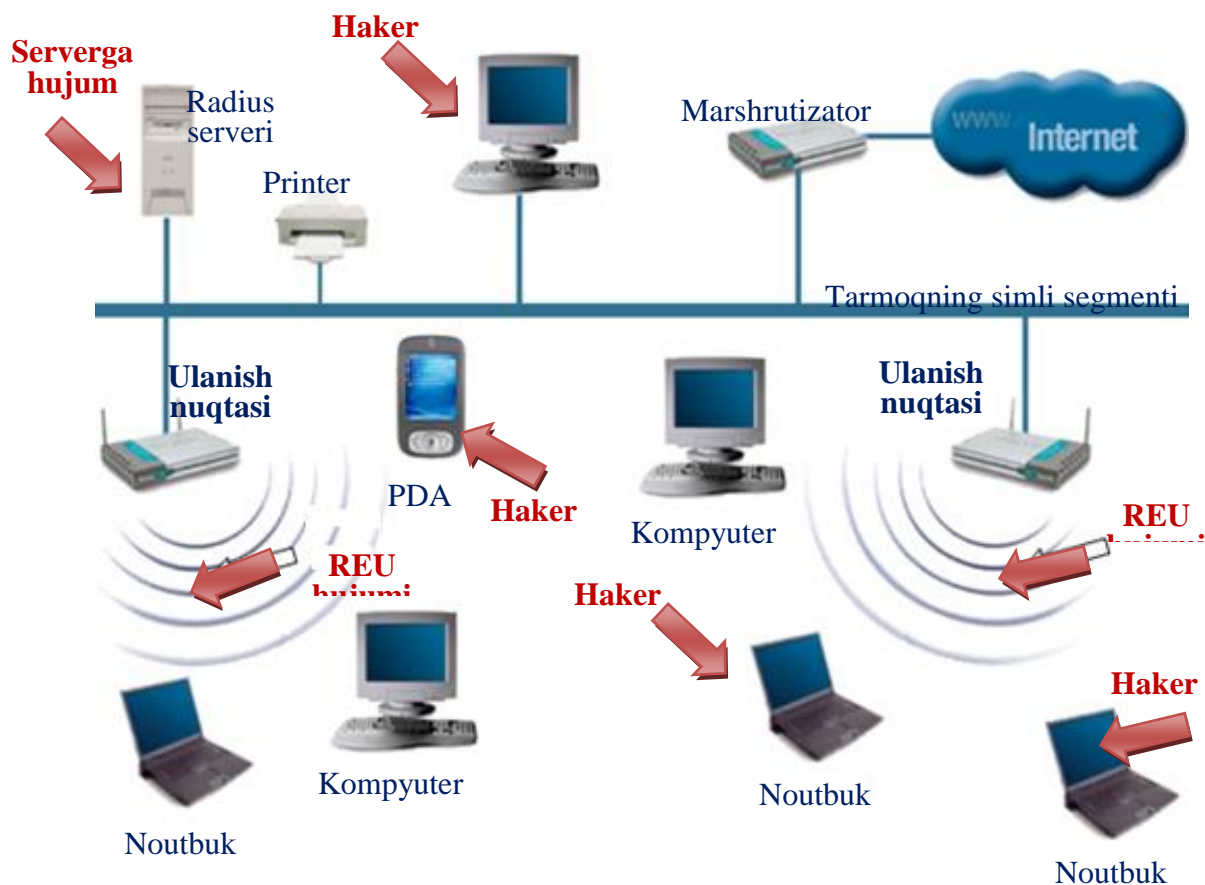 Haker
Serverga
hujum
Radius
serveri
Marshrutizator
www.
Internet
Printer
Tarmoqning simli segmenti
Ulanish
nuqtasi
Ulanish
nuqtasi
PDA
Haker
Kompyuter
REU
REU
hujumi
Haker
Haker
Kompyuter
Noutbuk
Noutbuk
Noutbuk